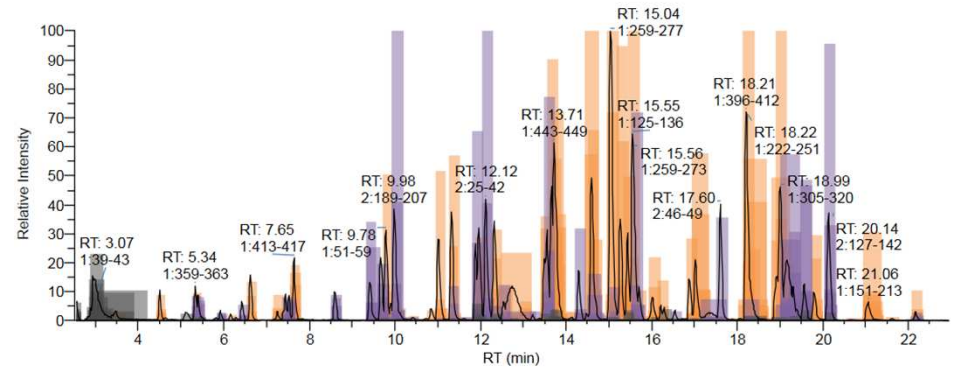 RT: 15.04
1:259-277
100
90
RT: 18.21
1:396-412
80
RT: 13.71
1:443-449
RT: 15.55
1:125-136
70
RT: 18.22
1:222-251
60
RT: 15.56
1:259-273
RT: 12.12
2:25-42
50
RT: 9.98
2:189-207
RT: 17.60
2:46-49
RT: 18.99
1:305-320
40
RT: 7.65
1:413-417
RT: 9.78
1:51-59
30
RT: 3.07
1:39-43
RT: 5.34
1:359-363
RT: 20.14
2:127-142
20
RT: 21.06
1:151-213
10
0
Relative Intensity
4 6 8 10 12 14 16 18 20 22
RT (min)